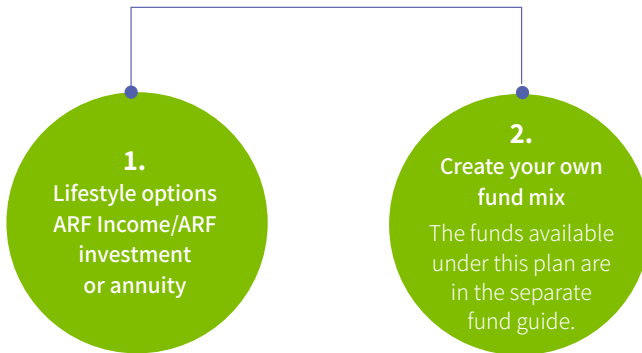 1.
Lifestyle options
ARF Income/ARF
investment
or annuity
2.
Create your own
fund mix
The funds available
under this plan are
in the separate
fund guide.